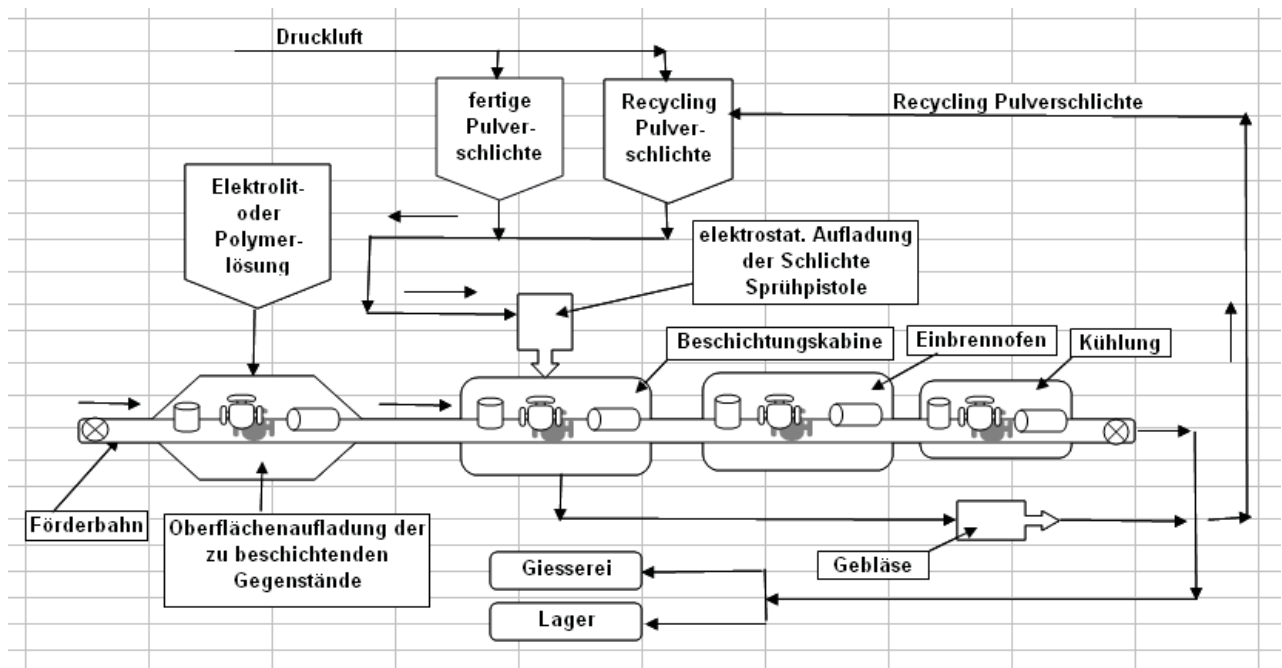 Druckluft
fertige
Pulver-
schlichte
Recycling
Pulver-
schlichte
Recycling Pulverschlichte
Elektrolit-
oder
Polymer-
lösung
elektrostat. Aufladung
der Schlichte
Sprühpistole
Beschichtungskabine
Einbrennofen
Kühlung
Förderbahn
Oberflächenaufladung der
zu beschichtenden
Gegenstände
Gebläse
Giesserei
Lager